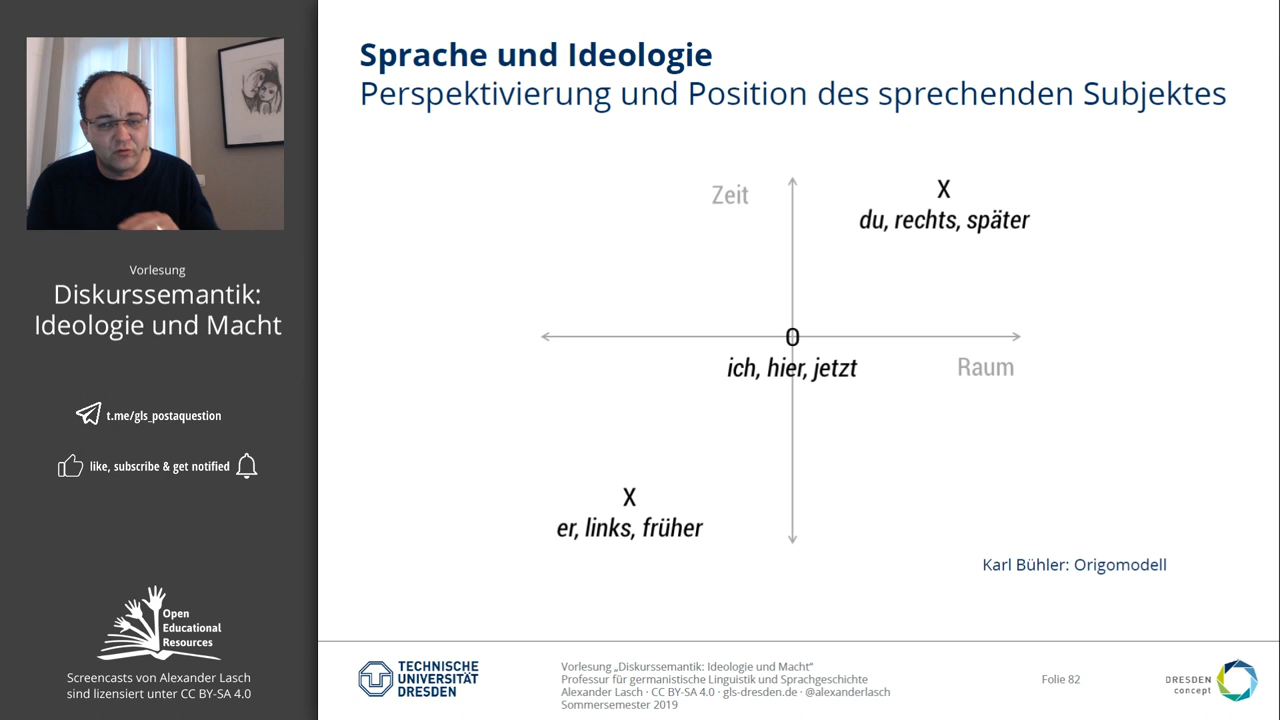 Sprache und Ideologie
Perspektivierung und Position des sprechenden Subjektes
Vorlesung
Diskurssemantik:
Ideologie und Macht
t.me/gls_postaquestion
like, subscribe & get notified
Open
Educational
Resources
Screencasts von Alexander Lasch
sind lizensiert unter CC BY-SA 4.0
Zeit
X
du, rechts, später
0
ich, hier, jetzt
Raum
X
er, links, früher
Karl Bühler: Origomodell
TECHNISCHE
UNIVERSITÄT
DRESDEN
Vorlesung „Diskurssemantik: Ideologie und Macht“
Professur für germanistische Linguistik und Sprachgeschichte
Alexander Lasch · CC BY-SA 4.0 · gls-dresden.de · @alexanderlasch
Sommersemester 2019
Folie 82
DRESDEN
concept